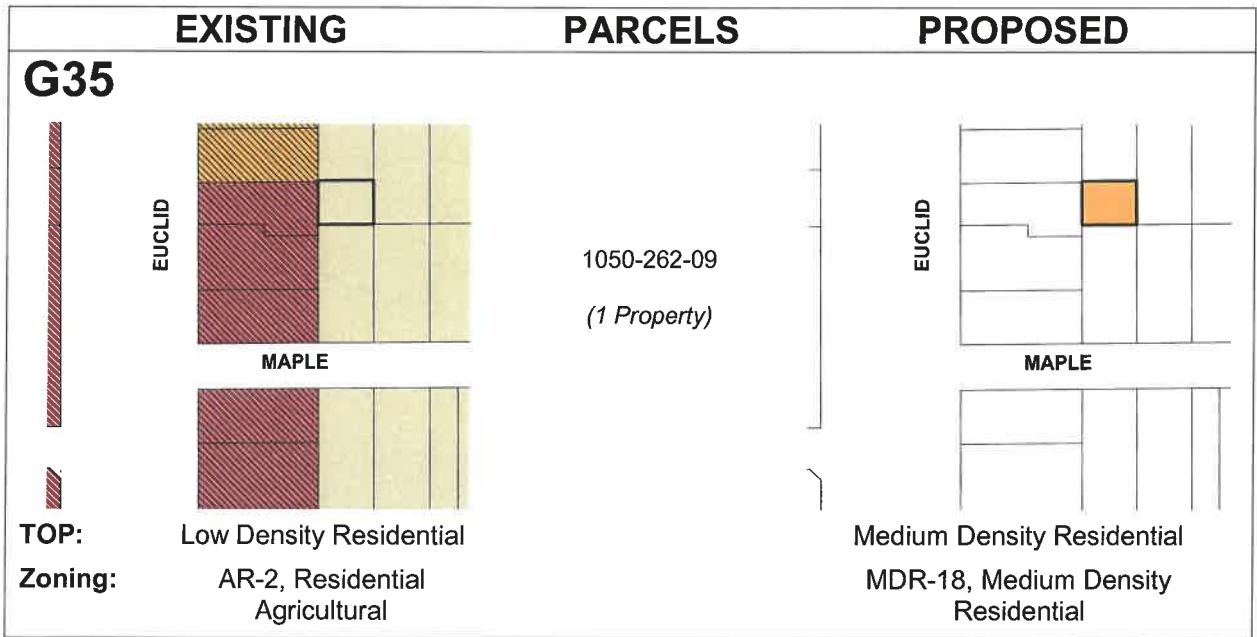 EXISTING PARCELS PROPOSED
G35
EUCLID
MAPLE
1050-262-09
(1 Property)
EUCLID
MAPLE
TOP: Low Density Residential Medium Density Residential
Zoning: AR-2, Residential MDR-18, Medium Density
Agricultural Residential